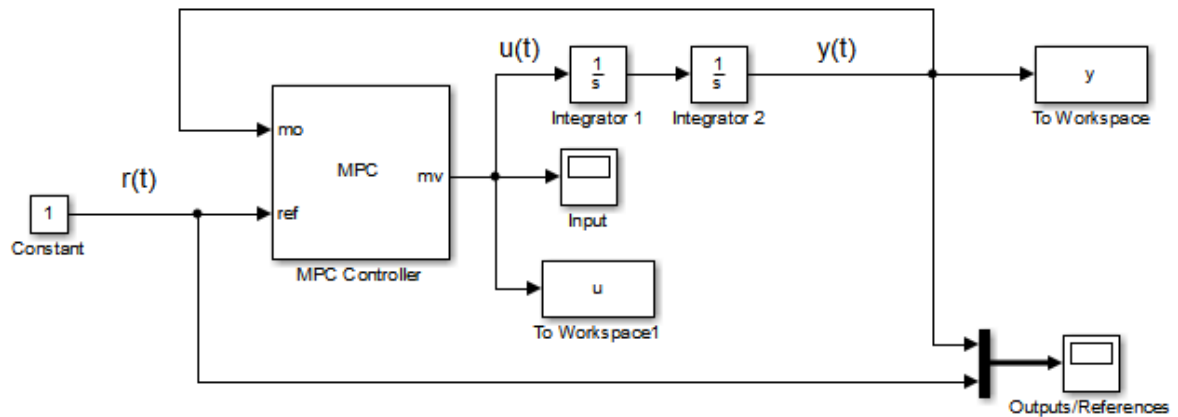 u(t)
y(t)
1
s
Integrator 1
1
s
Integrator 2
y
To Workspace
mo
MPC
mv
ref
MPC Controller
r(t)
1
Constant
Input
u
To Workspace1
Outputs/References